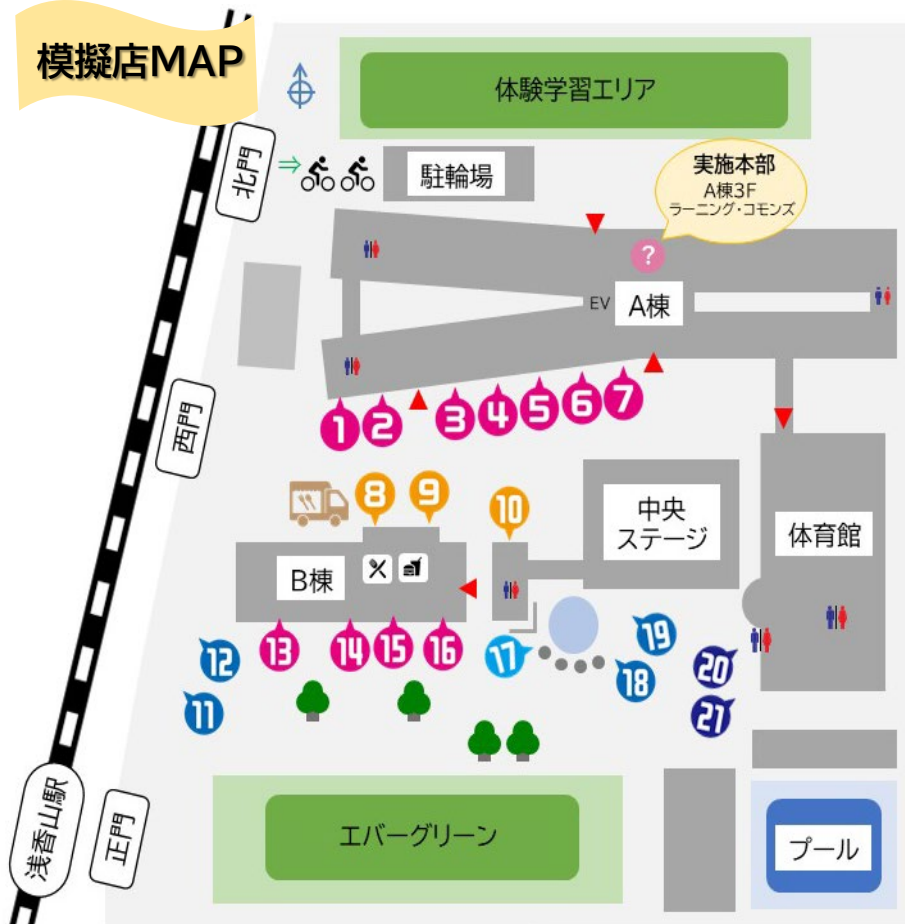 模擬店MAP
体験学習エリア
北門
⇒
駐輪場
実施本部
A棟3F
ラーニング・コモンズ
?
EV
A棟
西門
1
2
3
4
5
6
7
8
9
10
中央
ステージ
体育館
B棟
11
12
13
14
15
16
17
18
19
20
21
浅香山駅
正門
エバーグリーン
プール